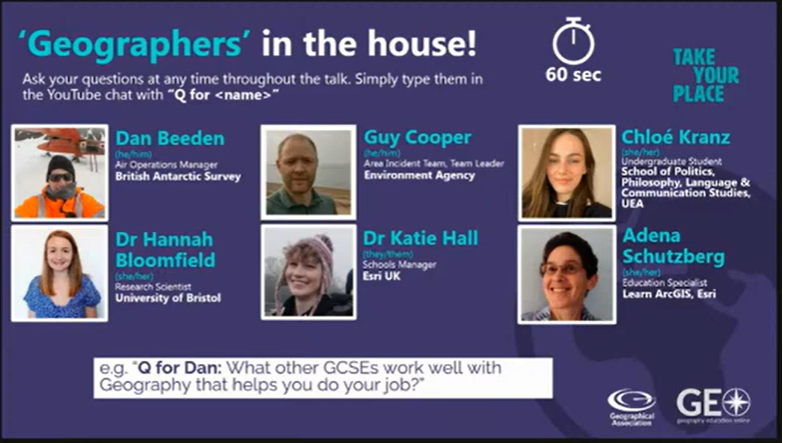 ‘Geographers’ in the house!
60 sec
TAKE
YOUR
PLACE
Ask your questions at any time throughout the talk. Simply type them in
the YouTube chat with “Q for <name>”
Dan Beeden
(he/him)
Air Operations Manager
British Antarctic Survey
Guy Cooper
(he/him)
Area Incident Team, Team Leader
Environment Agency
Chloé Kranz
(she/her)
Undergraduate Student
School of Politics,
Philosophy, Language &
Communication Studies,
UEA
Dr Hannah
Bloomfield
(she/her)
Research Scientist
University of Bristol
Dr Katie Hall
(they/them)
Schools Manager
Esri UK
Adena
Schutzberg
(she/her)
Education Specialist
Learn ArcGIS, Esri
e.g. “Q for Dan: What other GCSEs work well with
Geography that helps you do your job?”
Geographical
Association
GEO
geography education online